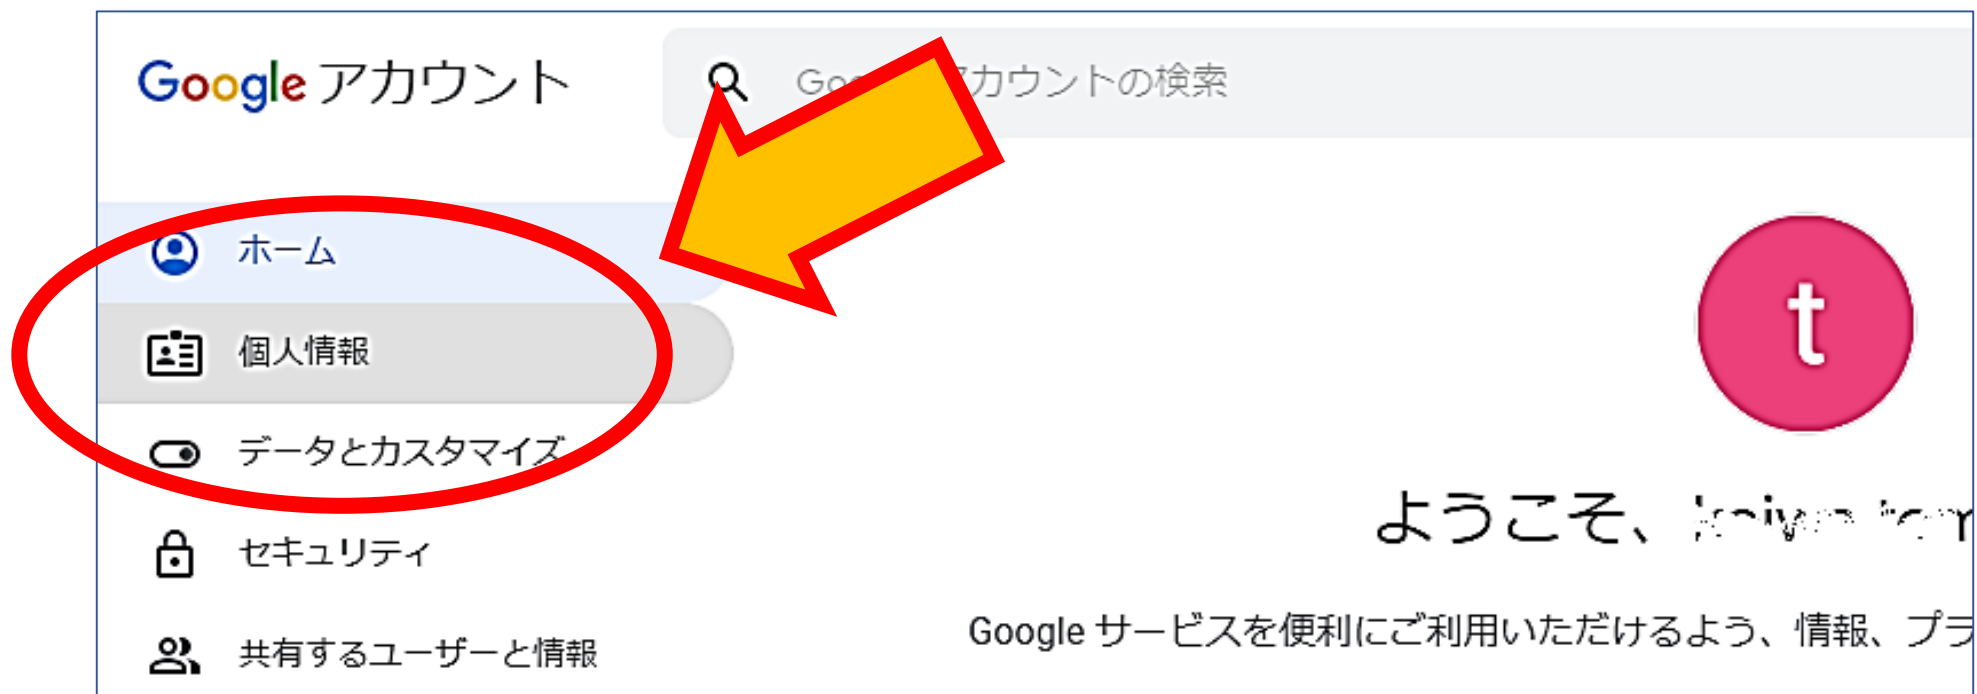 Google アカウント
アカウントの検索
ホーム
個人情報
データとカスタマイズ
セキュリティ
共有するユーザーと情報
t
ようこそ、
Google サービスを便利にご利用いただけるよう、情報、プラ